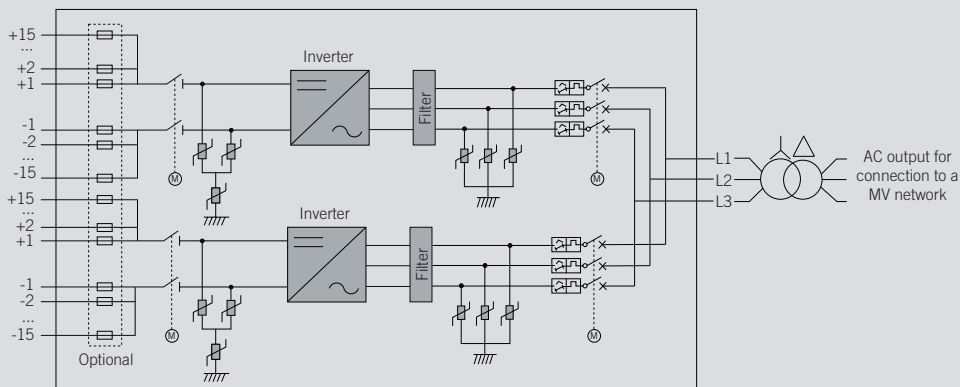 +15
...
+2
+1
-1
-2
...
-15
+15
...
+2
+1
-1
-2
...
-15
Optional
Inverter
Filter
M
M
Inverter
Filter
M
M
L1
L2
L3
AC output for
connection to a
MV network